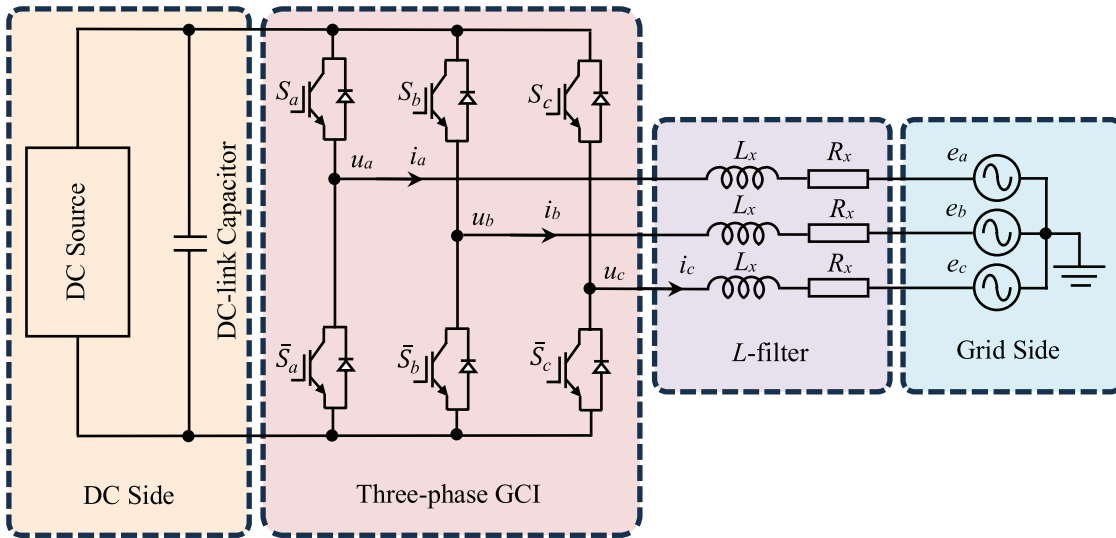 S̄a
Sa
Sb
Sc
ua
ia
ub
ib
uc
ic
Lx
Rx
Lx
Rx
Lx
Rx
ea
eb
ec
DC Source
DC-link Capacitor
S̄b
S̄c
L-filter
Grid Side
DC Side
Three-phase GCI